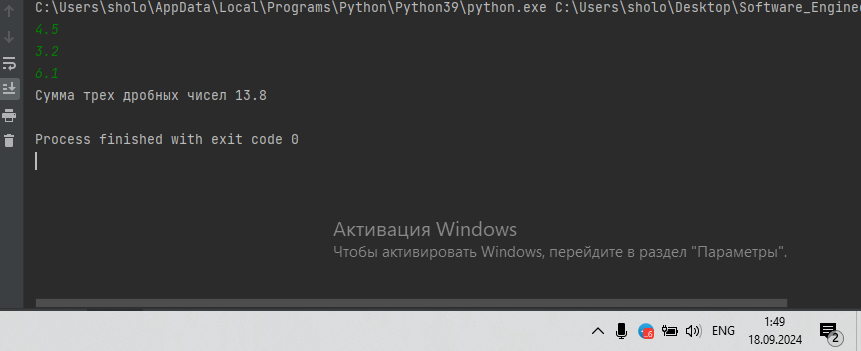 C:\Users\sholo\AppData\Local\Programs\Python\Python39\python.exe C:\Users\sholo\Desktop\Software_Enginee
4.5
3.2
6.1
Сумма трех дробных чисел 13.8
Process finished with exit code 0
Активация Windows
Чтобы активировать Windows, перейдите в раздел "Параметры".
ENG
1:49
18.09.2024
2